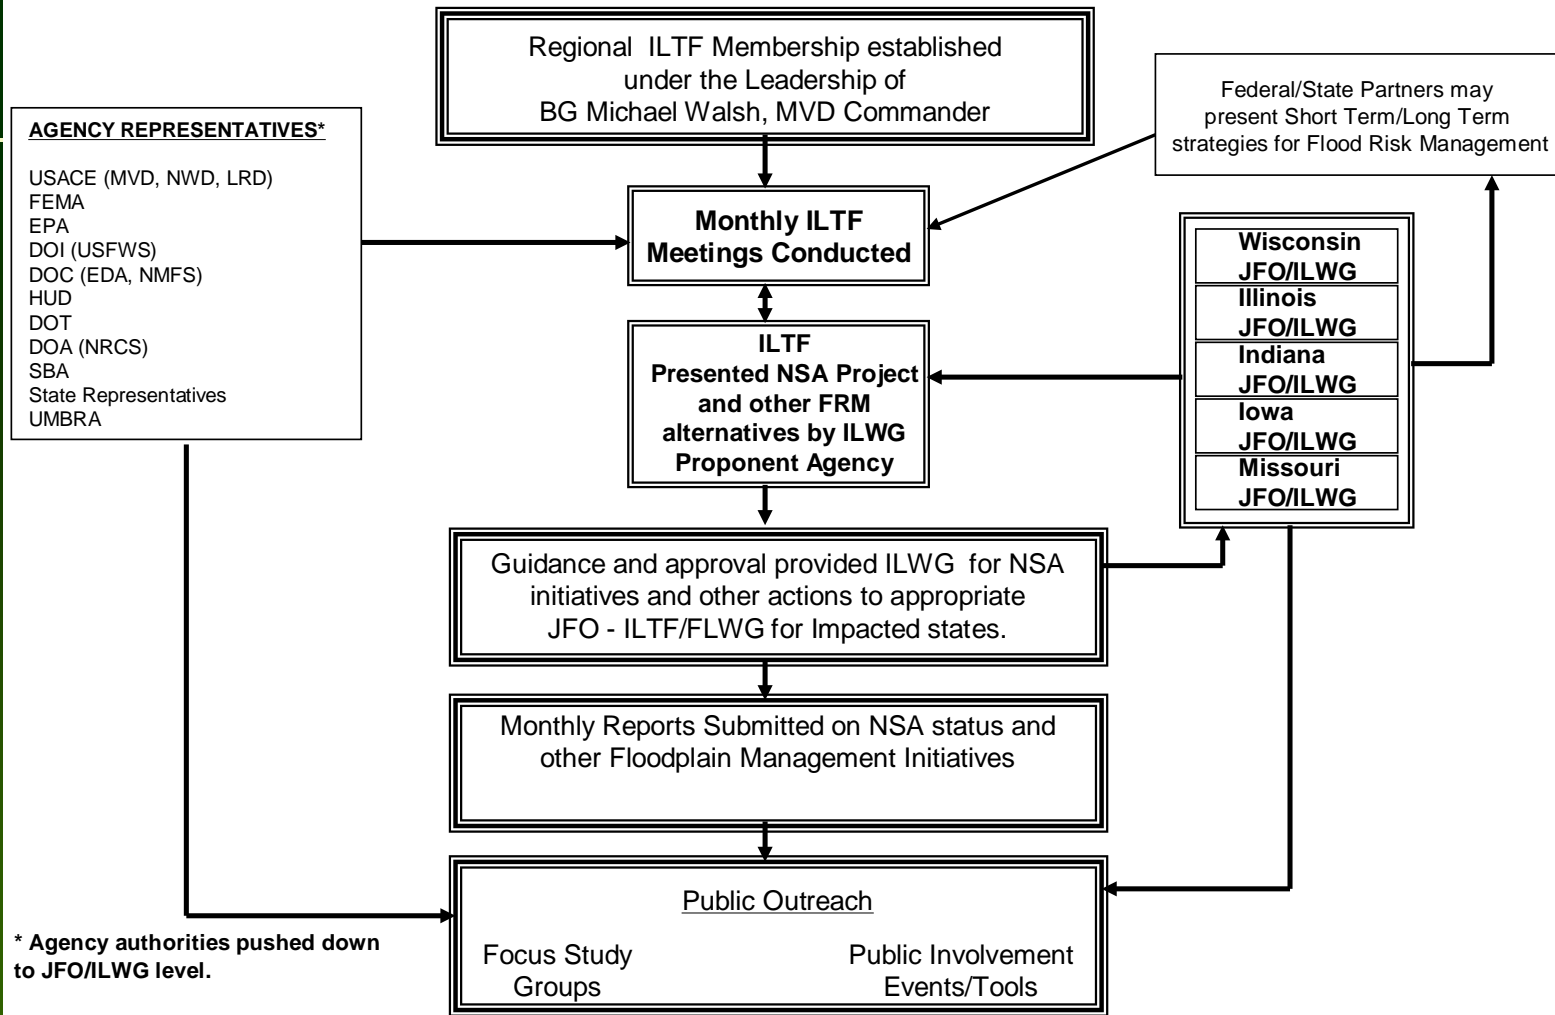 Regional ILTF Membership established
under the Leadership of
BG Michael Walsh, MVD Commander
Federal/State Partners may
present Short Term/Long Term
strategies for Flood Risk Management
AGENCY REPRESENTATIVES*
USACE (MVD, NWD, LRD)
FEMA
EPA
DOI (USFWS)
DOC (EDA, NMFS)
HUD
DOT
DOA (NRCS)
SBA
State Representatives
UMBRA
Monthly ILTF
Meetings Conducted
Wisconsin
JFO/ILWG
Illinois
JFO/ILWG
Indiana
JFO/ILWG
Iowa
JFO/ILWG
Missouri
JFO/ILWG
ILTF
Presented NSA Project
and other FRM
alternatives by ILWG
Proponent Agency
Guidance and approval provided ILWG for NSA
initiatives and other actions to appropriate
JFO - ILTF/FLWG for Impacted states.
Monthly Reports Submitted on NSA status and
other Floodplain Management Initiatives
Public Outreach
Focus Study
Groups
Public Involvement
Events/Tools
* Agency authorities pushed down
to JFO/ILWG level.